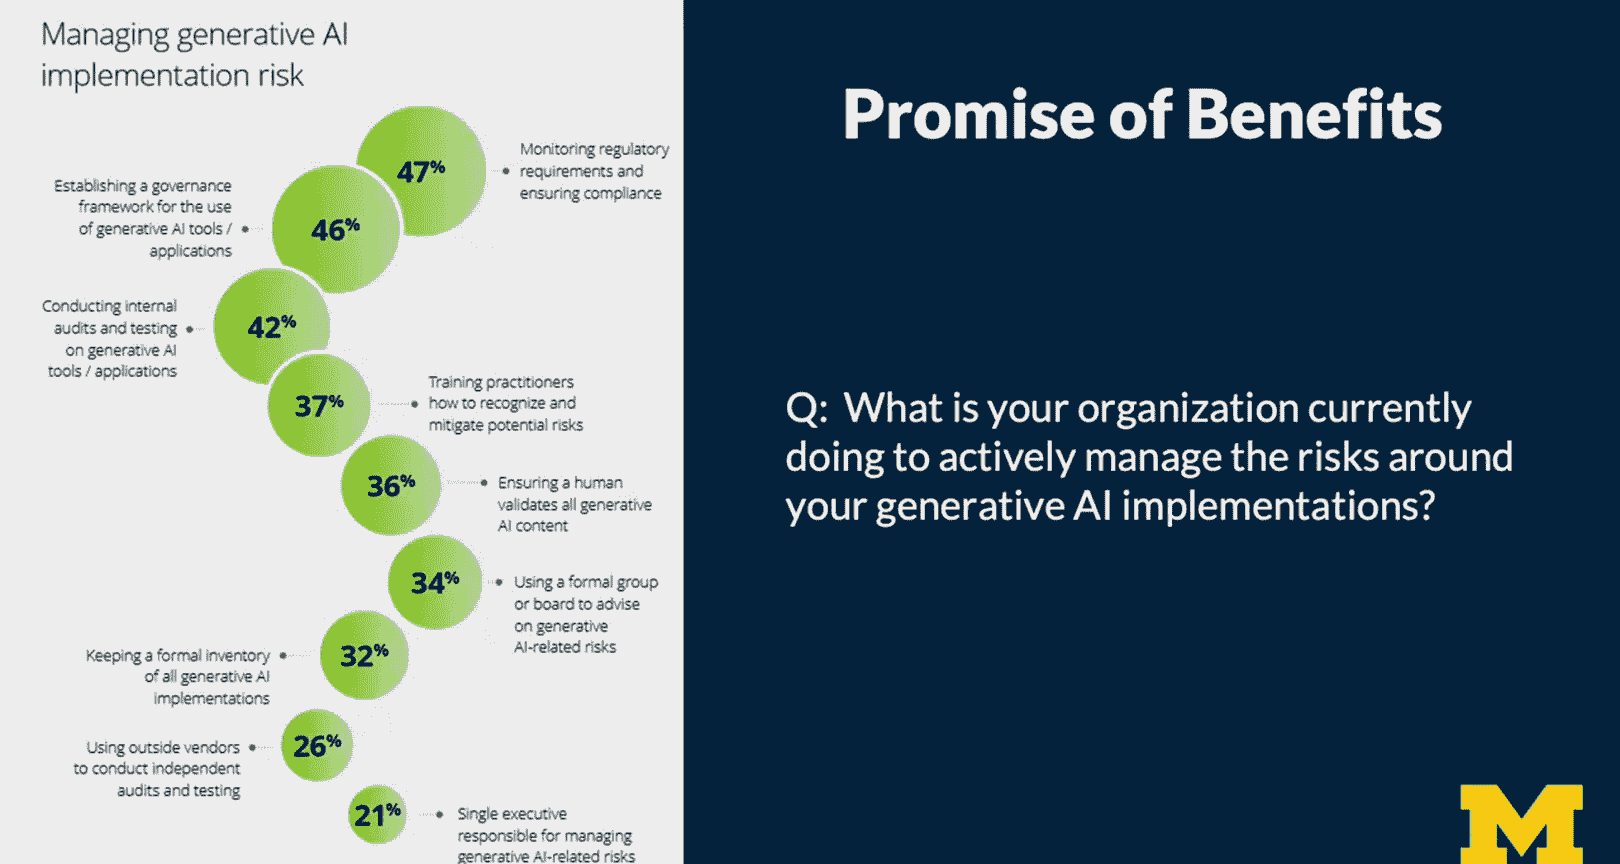 Managing generative AI
implementation risk
47%
Monitoring regulatory
requirements and
ensuring compliance
Establishing a governance
framework for the use
of generative AI tools /
applications
46%
Conducting internal
audits and testing
on generative AI
tools / applications
42%
37%
Training practitioners
how to recognize and
mitigate potential risks
36%
Ensuring a human
validates all generative
AI content
34%
Using a formal group
or board to advise
on generative
AI-related risks
Keeping a formal inventory
of all generative AI
implementations
32%
Using outside vendors
to conduct independent
audits and testing
26%
21%
Single executive
responsible for managing
generative AI-related risks
Promise of Benefits
Q: What is your organization currently
doing to actively manage the risks around
your generative AI implementations?
M